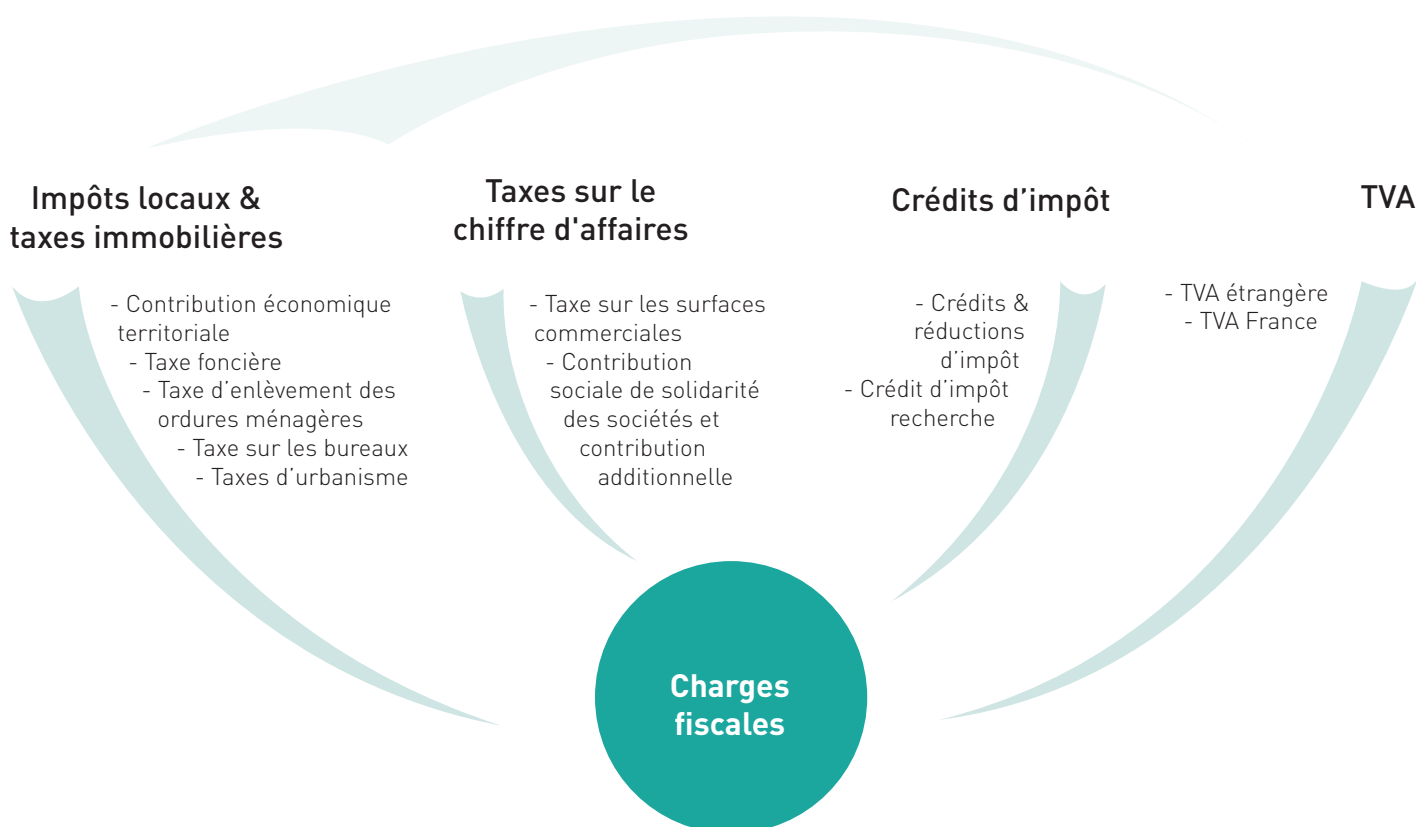 Impôts locaux &
taxes immobilières
- Contribution économique
territoriale
- Taxe foncière
- Taxe d’enlèvement des
ordures ménagères
- Taxe sur les bureaux
- Taxes d’urbanisme
Taxes sur le
chiffre d'affaires
- Taxe sur les surfaces
commerciales
- Contribution
sociale de solidarité
des sociétés et
contribution
additionnelle
Crédits d’impôt
- Crédits &
réductions
d’impôt
- Crédit d’impôt
recherche
TVA
- TVA étrangère
- TVA France
Charges
fiscales